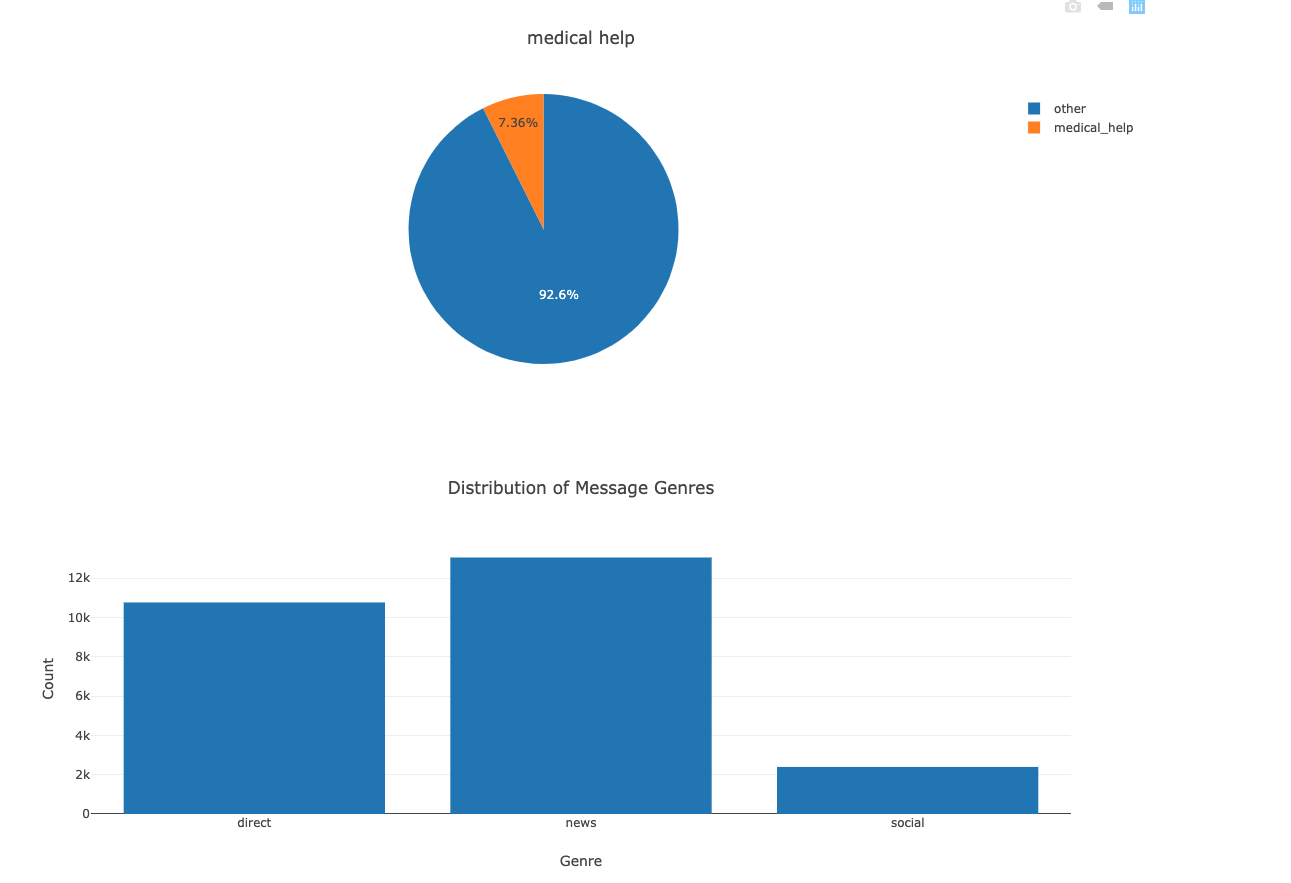 medical help
other
medical_help
7.36%
92.6%
Distribution of Message Genres
12k
10k
8k
6k
4k
2k
0
Count
direct
news
social
Genre